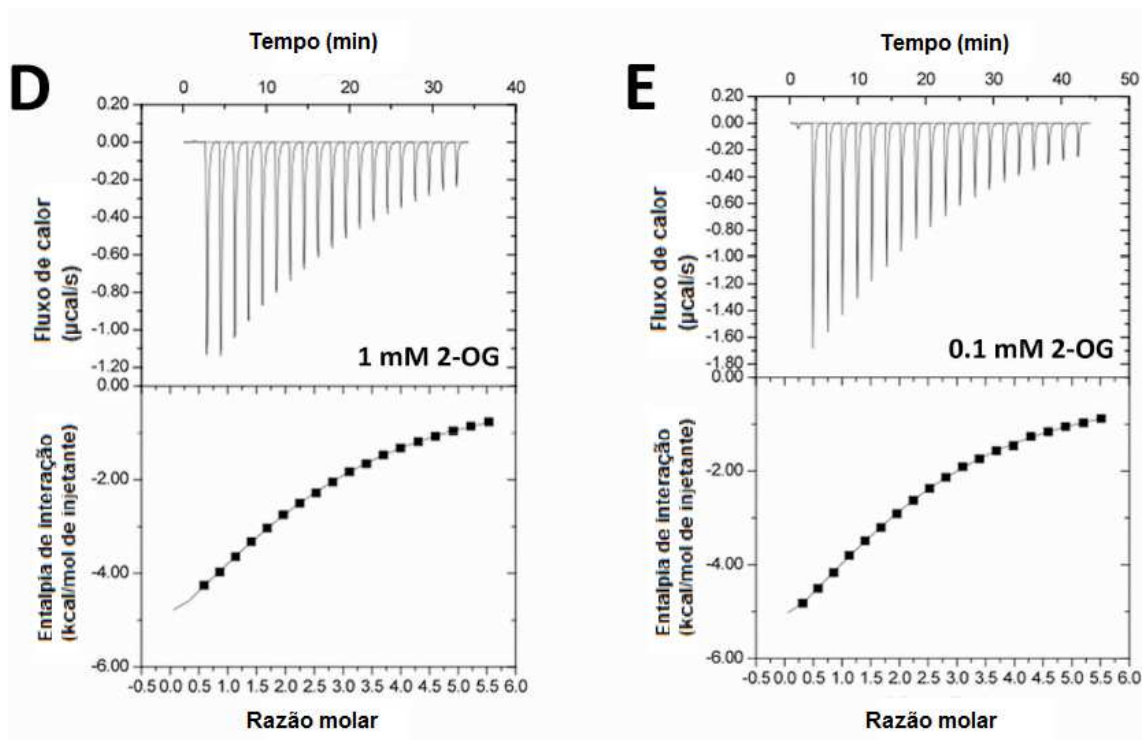 D
Tempo (min)
0 10 20 30 40
0.20
0.00
-0.20
-0.40
-0.60
-0.80
-1.00
-1.20
Fluxo de calor
(µcal/s)
1 mM 2-OG
0.00
-2.00
-4.00
-6.00
Entalpia de interação
(kcal/mol de injetante)
-0.5 0.0 0.5 1.0 1.5 2.0 2.5 3.0 3.5 4.0 4.5 5.0 5.5 6.0
Razão molar
E
Tempo (min)
0 10 20 30 40 50
0.20
0.00
-0.20
-0.40
-0.60
-0.80
-1.00
-1.20
-1.40
-1.60
-1.80
Fluxo de calor
(µcal/s)
0.1 mM 2-OG
0.00
-2.00
-4.00
-6.00
Entalpia de interação
(kcal/mol de injetante)
-0.5 0.0 0.5 1.0 1.5 2.0 2.5 3.0 3.5 4.0 4.5 5.0 5.5 6.0
Razão molar